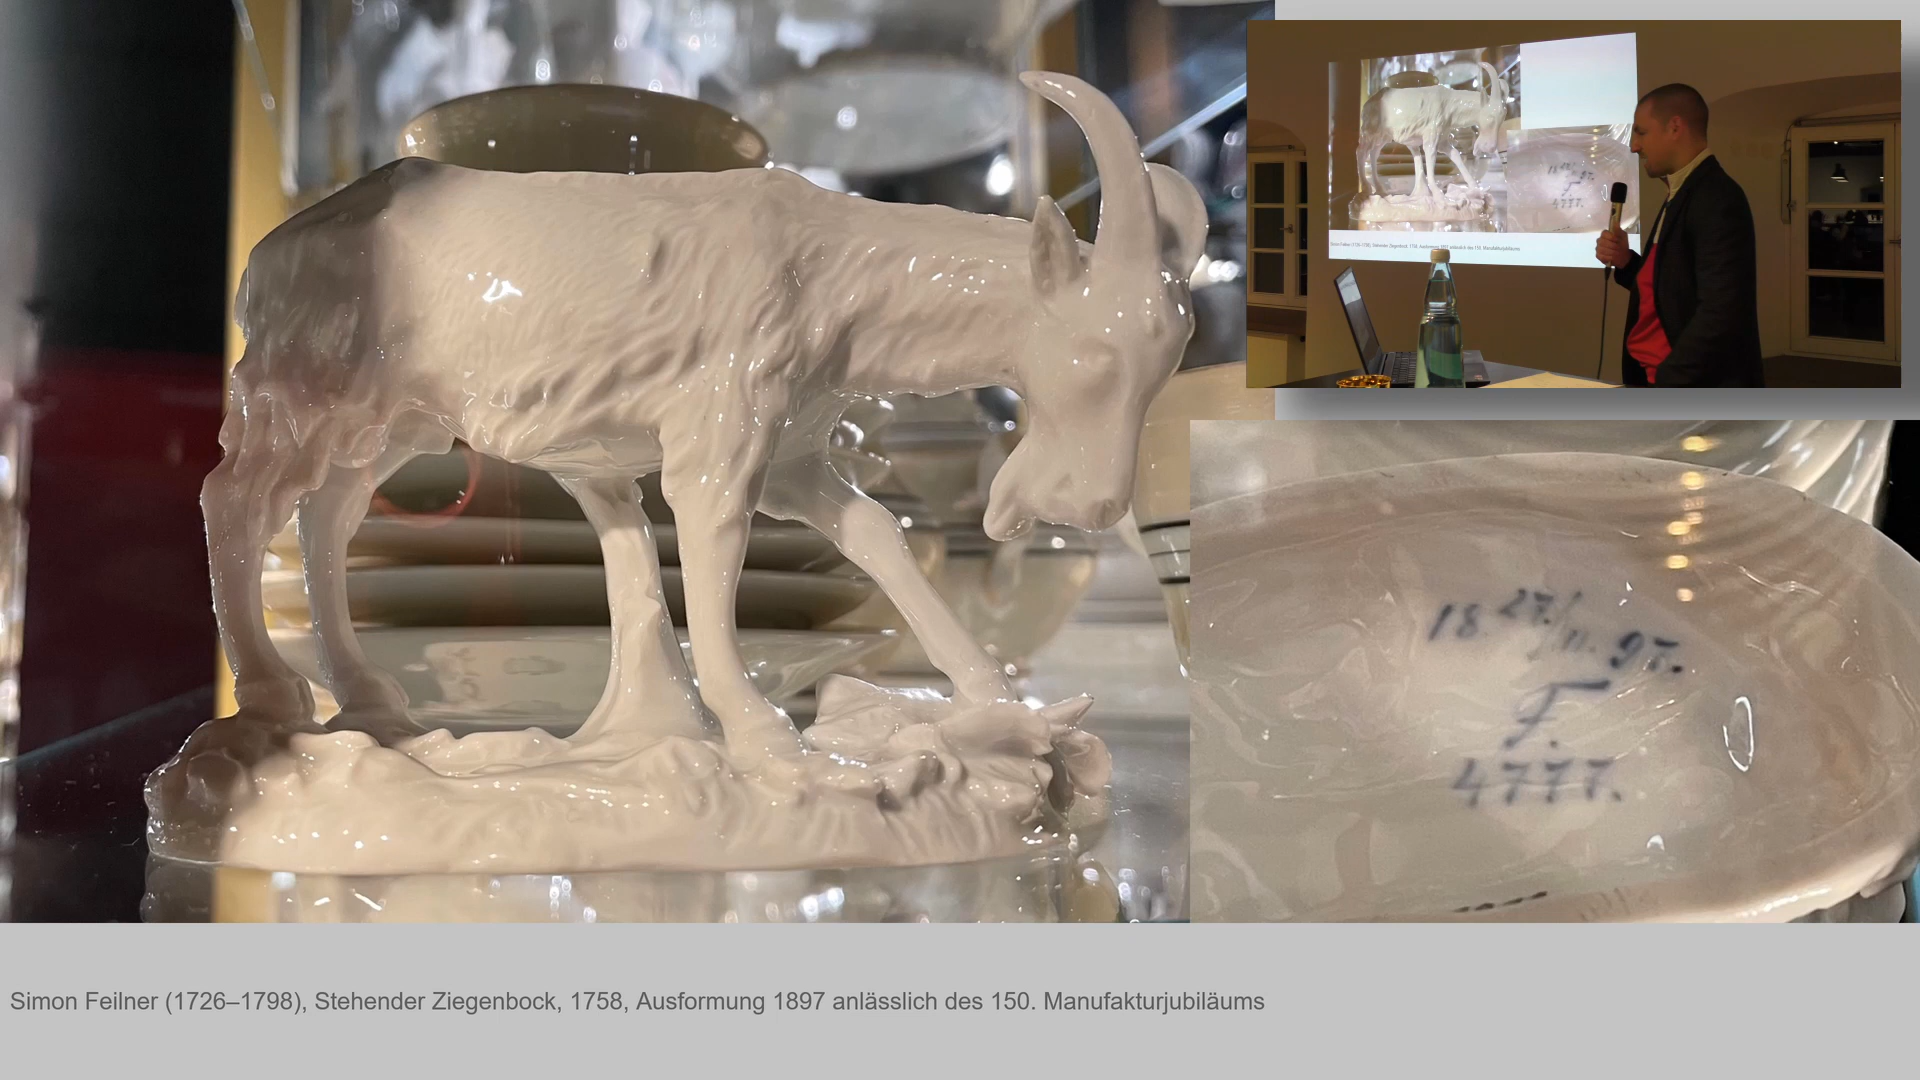 18 27./11. 97.
F.
4777.
Simon Feilner (1726–1798), Stehender Ziegenbock, 1758, Ausformung 1897 anlässlich des 150. Manufakturjubiläums